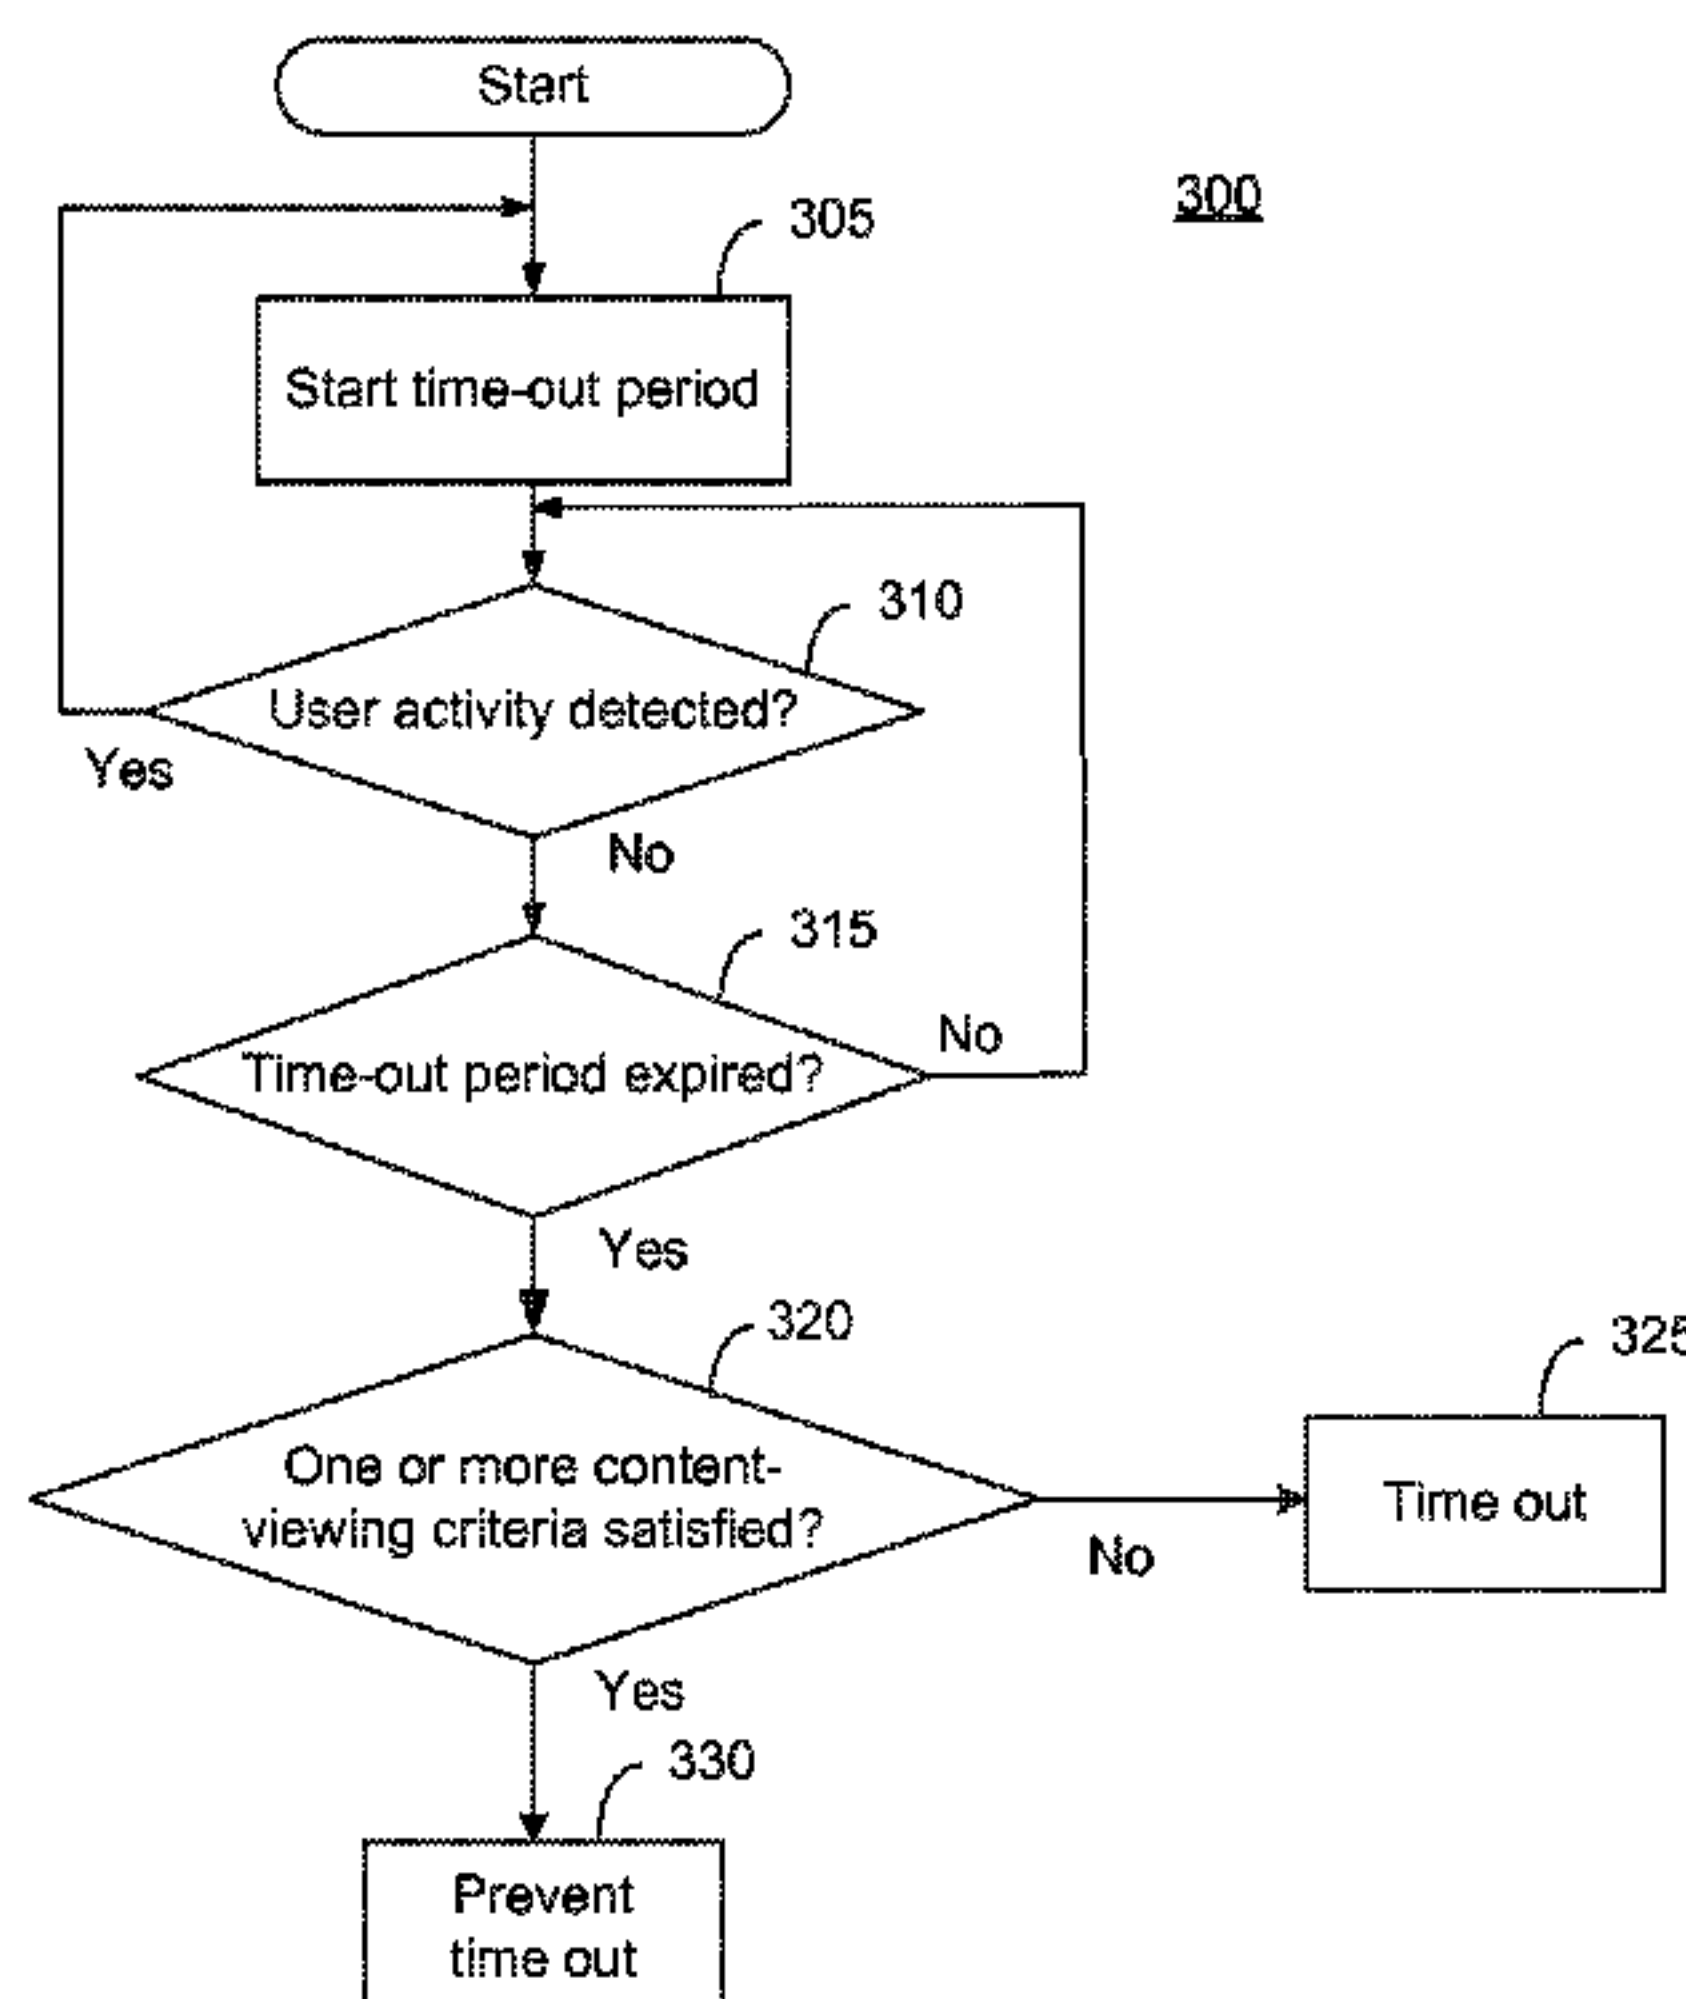 Start
300
305
Start time-out period
310
User activity detected?
Yes
No
315
Time-out period expired?
No
Yes
320
One or more content-
viewing criteria satisfied?
No
325
Time out
Yes
330
Prevent
time out